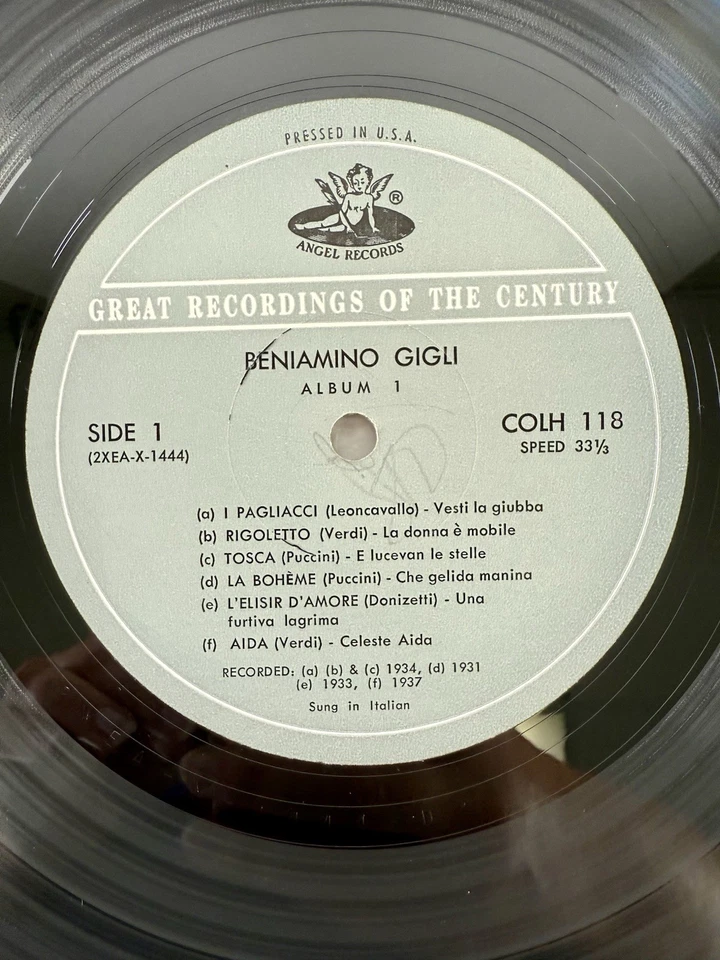 PRESSED IN U.S.A.
®
ANGEL RECORDS
GREAT RECORDINGS OF THE CENTURY
BENIAMINO GIGLI
ALBUM 1
SIDE 1
(2XEA-X-1444)
COLH 118
SPEED 33⅓
(a) I PAGLIACCI (Leoncavallo) - Vesti la giubba
(b) RIGOLETTO (Verdi) - La donna è mobile
(c) TOSCA (Puccini) - E lucevan le stelle
(d) LA BOHÈME (Puccini) - Che gelida manina
(e) L'ELISIR D'AMORE (Donizetti) - Una
furtiva lagrima
(f) AIDA (Verdi) - Celeste Aida
RECORDED: (a) (b) & (c) 1934, (d) 1931
(e) 1933, (f) 1937
Sung in Italian